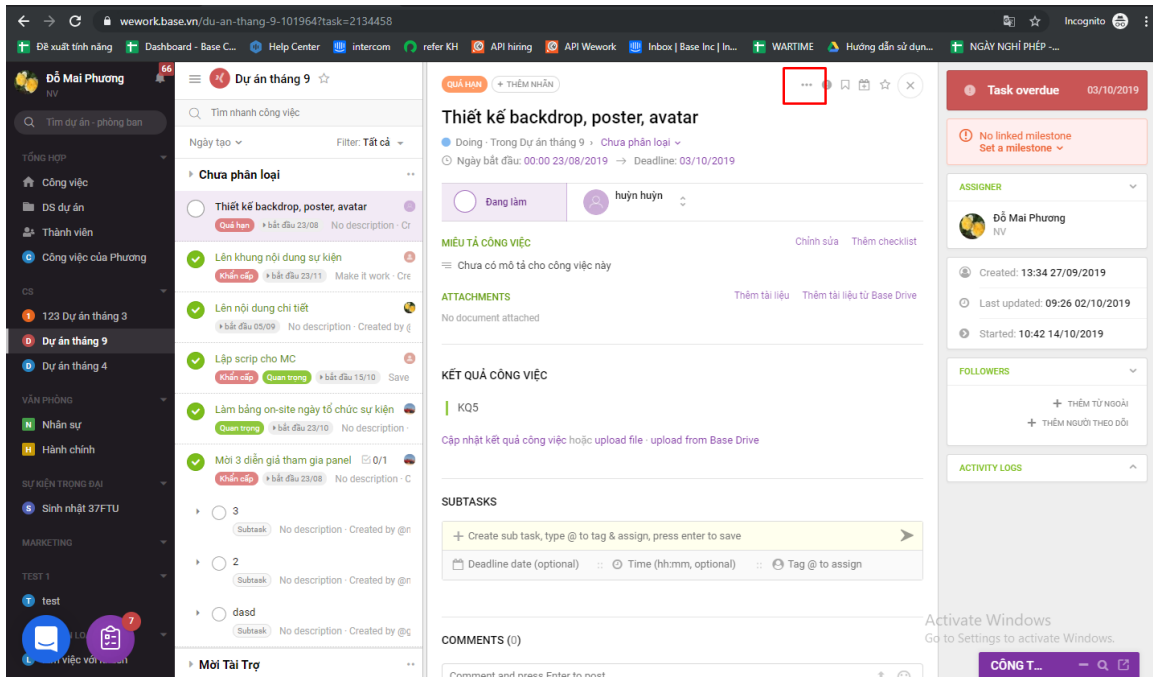 wework.base.vn/du-an-thang-9-101964?task=2134458
Incognito
Đề xuất tính năng
Dashboard - Base C...
Help Center
intercom
refer KH
API hiring
API Wework
Inbox | Base Inc | In...
WARTIME
Hướng dẫn sử dụn...
NGÀY NGHỈ PHÉP -...
Đỗ Mai Phương
NV
66
Tìm dự án - phòng ban
TỔNG HỢP
Công việc
DS dự án
Thành viên
C Công việc của Phương
CS
1 123 Dự án tháng 3
D Dự án tháng 9
D Dự án tháng 4
VĂN PHÒNG
N Nhân sự
H Hành chính
SỰ KIỆN TRỌNG ĐẠI
S Sinh nhật 37FTU
MARKETING
TEST 1
T test
7
Dự án tháng 9
Tìm nhanh công việc
Ngày tạo
Filter: Tất cả
Chưa phân loại
Thiết kế backdrop, poster, avatar
Quá hạn bắt đầu 23/08 No description · Cr
Lên khung nội dung sự kiện
Khẩn cấp bắt đầu 23/11 Make it work · Cre
Lên nội dung chi tiết
bắt đầu 05/09 No description · Created by @
Lập scrip cho MC
Khẩn cấp Quan trọng bắt đầu 15/10 Save
Làm bảng on-site ngày tổ chức sự kiện
Quan trọng bắt đầu 23/10 No description ·
Mời 3 diễn giả tham gia panel 0/1
Khẩn cấp bắt đầu 23/08 No description · C
3
Subtask No description · Created by @n
2
Subtask No description · Created by @n
dasd
Subtask No description · Created by @g
Mời Tài Trợ
QUÁ HẠN + THÊM NHÃN
Thiết kế backdrop, poster, avatar
Doing · Trong Dự án tháng 9 › Chưa phân loại
Ngày bắt đầu: 00:00 23/08/2019 → Deadline: 03/10/2019
Đang làm
huỳn huỳn
MIÊU TẢ CÔNG VIỆC
Chỉnh sửa Thêm checklist
Chưa có mô tả cho công việc này
ATTACHMENTS
Thêm tài liệu Thêm tài liệu từ Base Drive
No document attached
KẾT QUẢ CÔNG VIỆC
KQ5
Cập nhật kết quả công việc hoặc upload file · upload from Base Drive
SUBTASKS
+ Create sub task, type @ to tag & assign, press enter to save
Deadline date (optional) :: Time (hh:mm, optional) :: Tag @ to assign
COMMENTS (0)
Comment and press Enter to post
Task overdue 03/10/2019
No linked milestone
Set a milestone
ASSIGNER
Đỗ Mai Phương
NV
Created: 13:34 27/09/2019
Last updated: 09:26 02/10/2019
Started: 10:42 14/10/2019
FOLLOWERS
+ THÊM TỪ NGOÀI
+ THÊM NGƯỜI THEO DÕI
ACTIVITY LOGS
Activate Windows
Go to Settings to activate Windows.
CÔNG T...